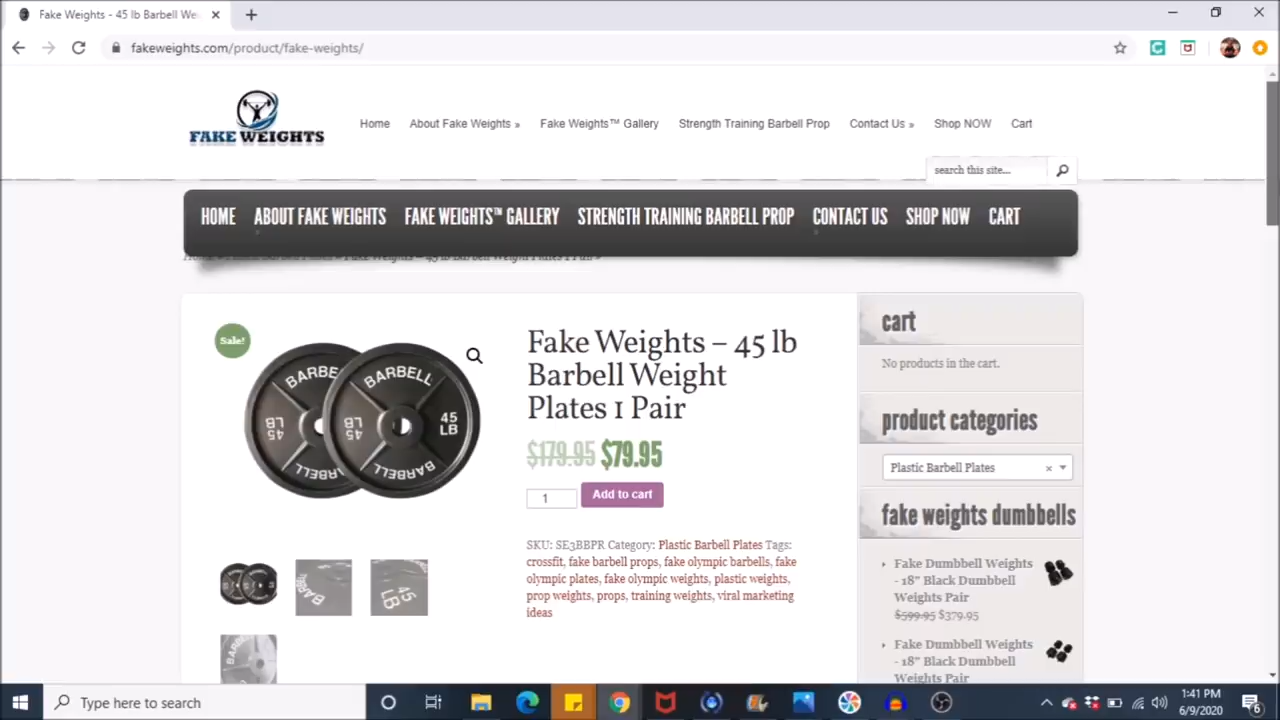 Fake Weights - 45 lb Barbell We
fakeweights.com/product/fake-weights/
FAKE WEIGHTS
Home About Fake Weights » Fake Weights™ Gallery Strength Training Barbell Prop Contact Us » Shop NOW Cart
search this site...
HOME ABOUT FAKE WEIGHTS FAKE WEIGHTS™ GALLERY STRENGTH TRAINING BARBELL PROP CONTACT US SHOP NOW CART
Sale!
BARBELL
45 LB
BARBELL
Fake Weights – 45 lb
Barbell Weight
Plates 1 Pair
$179.95 $79.95
1 Add to cart
SKU: SE3BBPR Category: Plastic Barbell Plates Tags:
crossfit, fake barbell props, fake olympic barbells, fake
olympic plates, fake olympic weights, plastic weights,
prop weights, props, training weights, viral marketing
ideas
cart
No products in the cart.
product categories
Plastic Barbell Plates ×
fake weights dumbbells
Fake Dumbbell Weights
- 18" Black Dumbbell
Weights Pair
$599.95 $379.95
Fake Dumbbell Weights
- 18" Black Dumbbell
Weights Pair
Type here to search
1:41 PM
6/9/2020
6